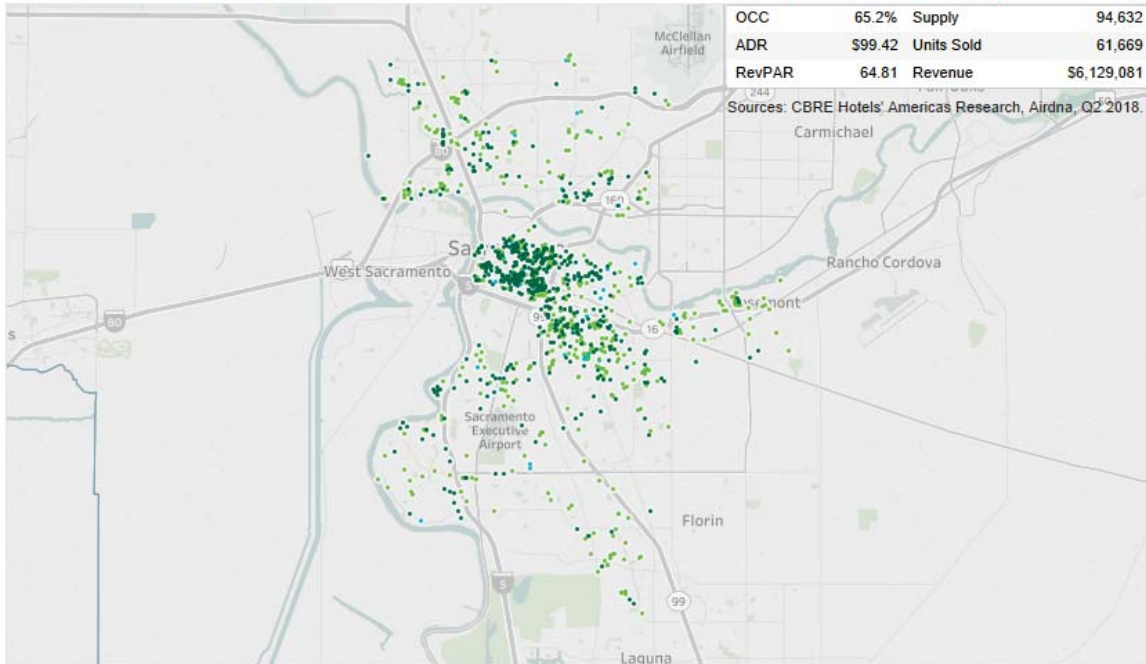 OCC 65.2% Supply 94,632
ADR $99.42 Units Sold 61,669
RevPAR 64.81 Revenue $6,129,081
Sources: CBRE Hotels' Americas Research, Airdna, Q2 2018
McClellan
Airfield
244
50
Carmichael
80
160
West Sacramento
Rancho Cordova
5
80
99
16
Sacramento
Executive
Airport
Florin
5
99
Laguna